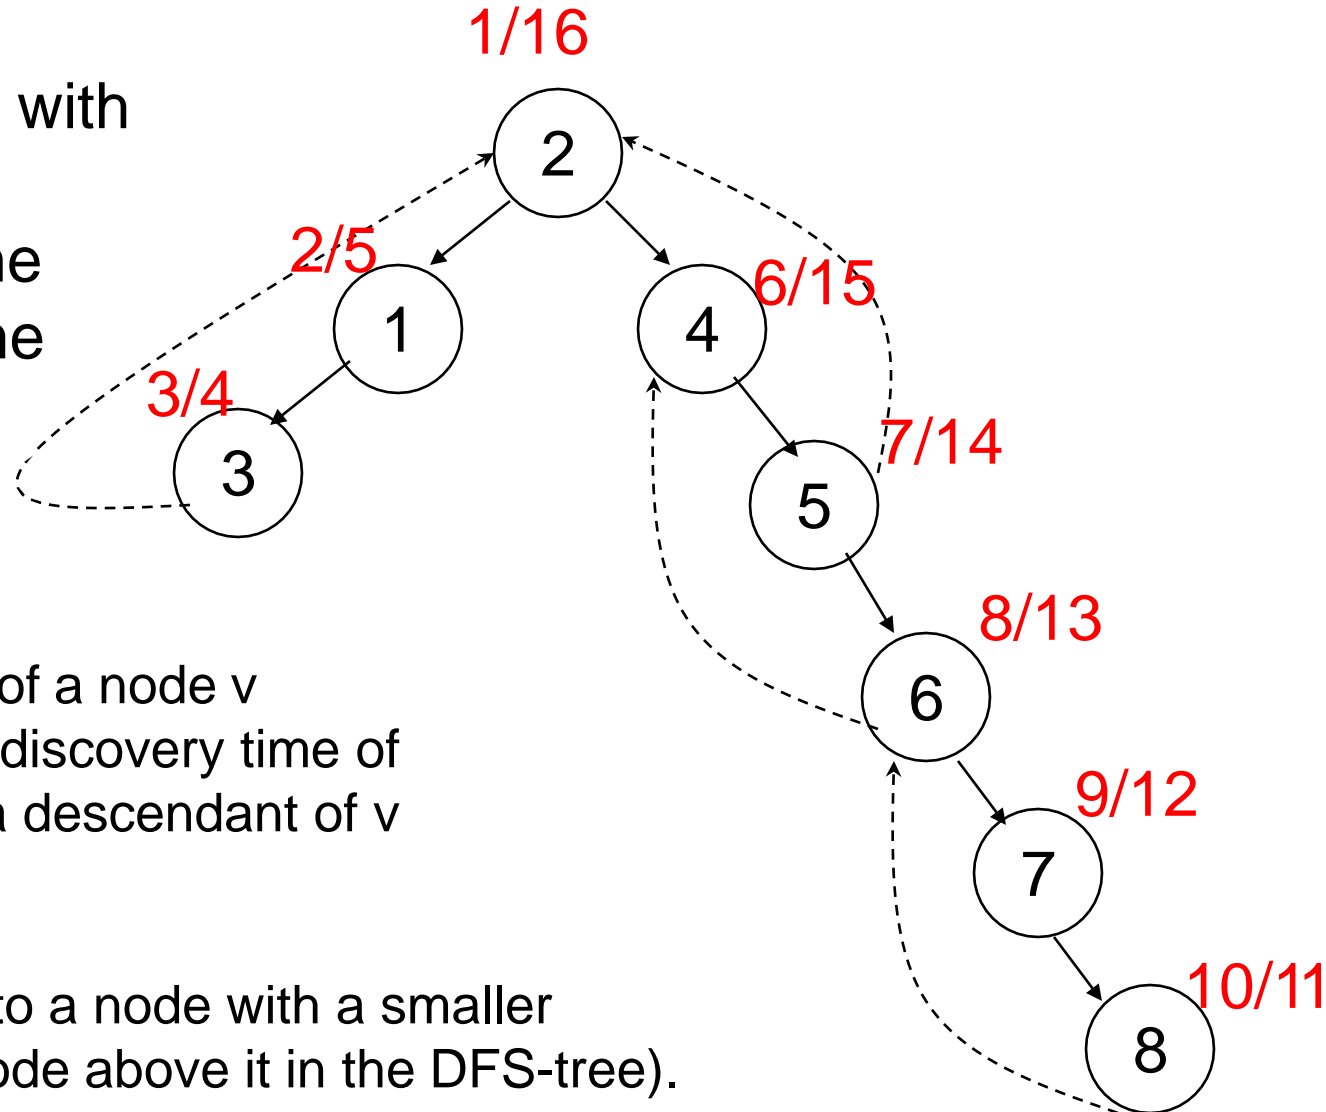 1/16
with
2
2/5
ne
6/15
1
4
ne
3/4
7/14
3
5
8/13
of a node v
6
discovery time of
9/12
a descendant of v
7
10/11
to a node with a smaller
8
ode above it in the DFS-tree).